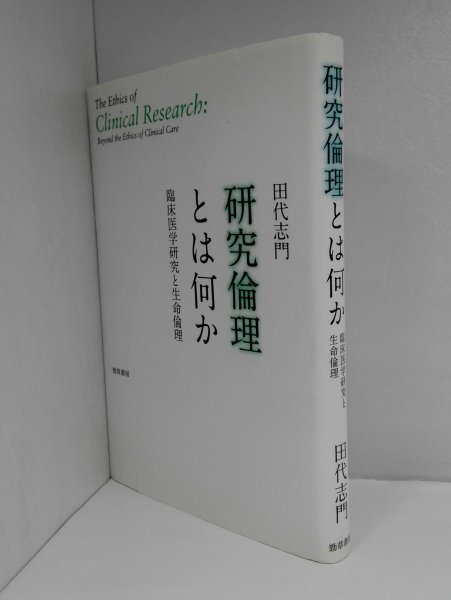 The Ethics of
Clinical Research:
Beyond the Ethics of Clinical Care
田代志門
研究倫理
とは何か
臨床医学研究と生命倫理
勁草書房
研究倫理とは何か
臨床医学研究と
生命倫理
田代志門
勁草書房